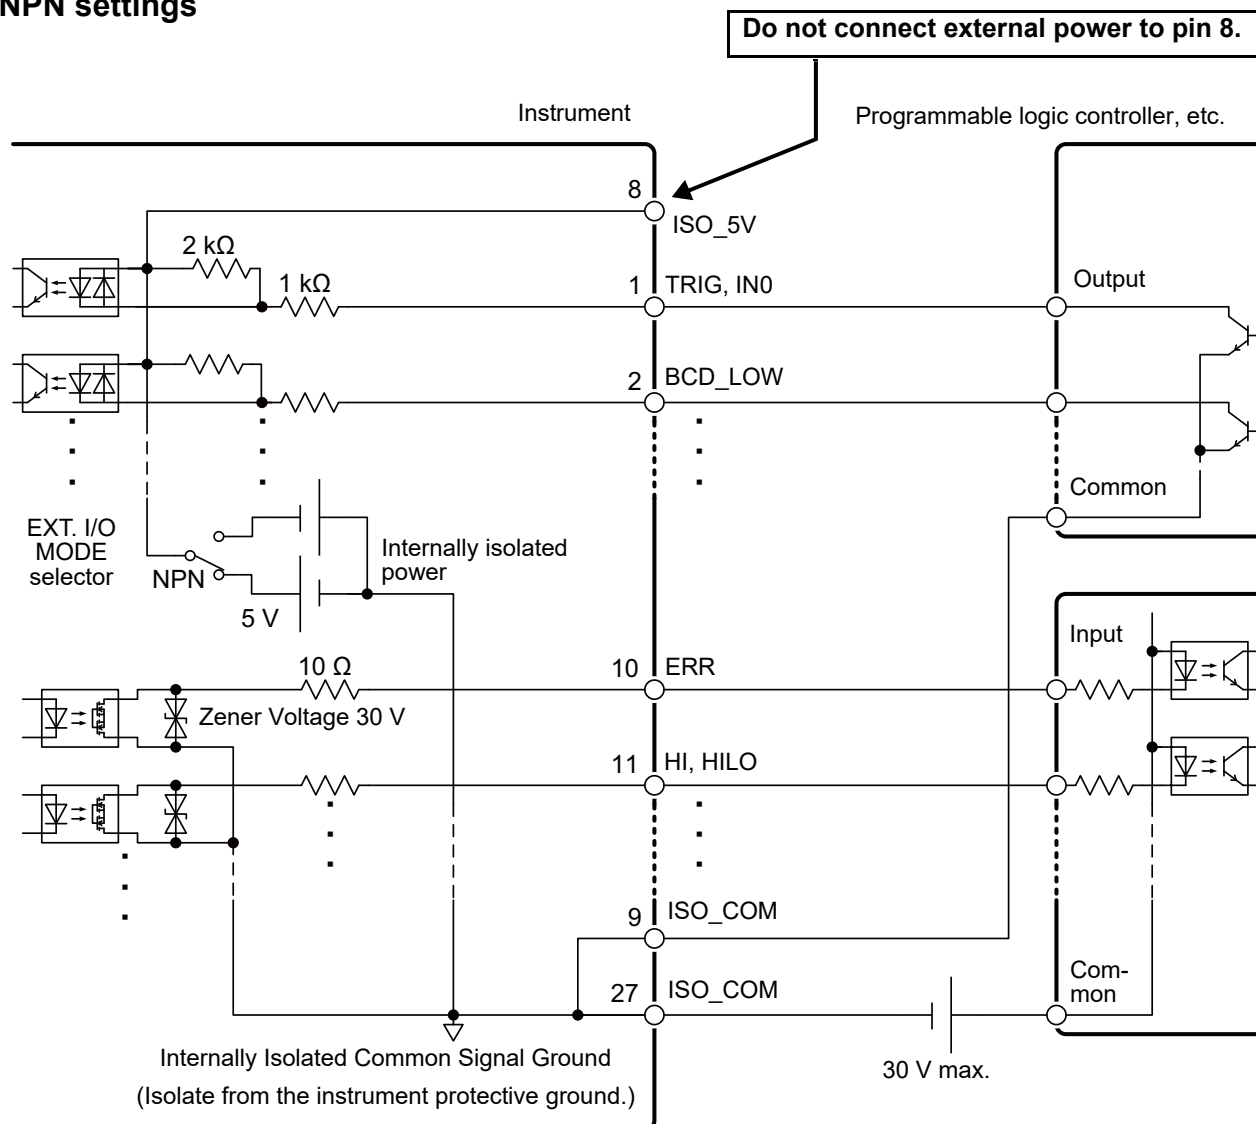 NPN settings
Do not connect external power to pin 8.
Instrument
Programmable logic controller, etc.
8
ISO_5V
2 kΩ
1 kΩ
1
TRIG, IN0
Output
2
BCD_LOW
Common
EXT. I/O
MODE
selector
NPN
Internally isolated
power
5 V
Input
10 Ω
10
ERR
Zener Voltage 30 V
11
HI, HILO
9
ISO_COM
27
ISO_COM
Com-
mon
30 V max.
Internally Isolated Common Signal Ground
(Isolate from the instrument protective ground.)